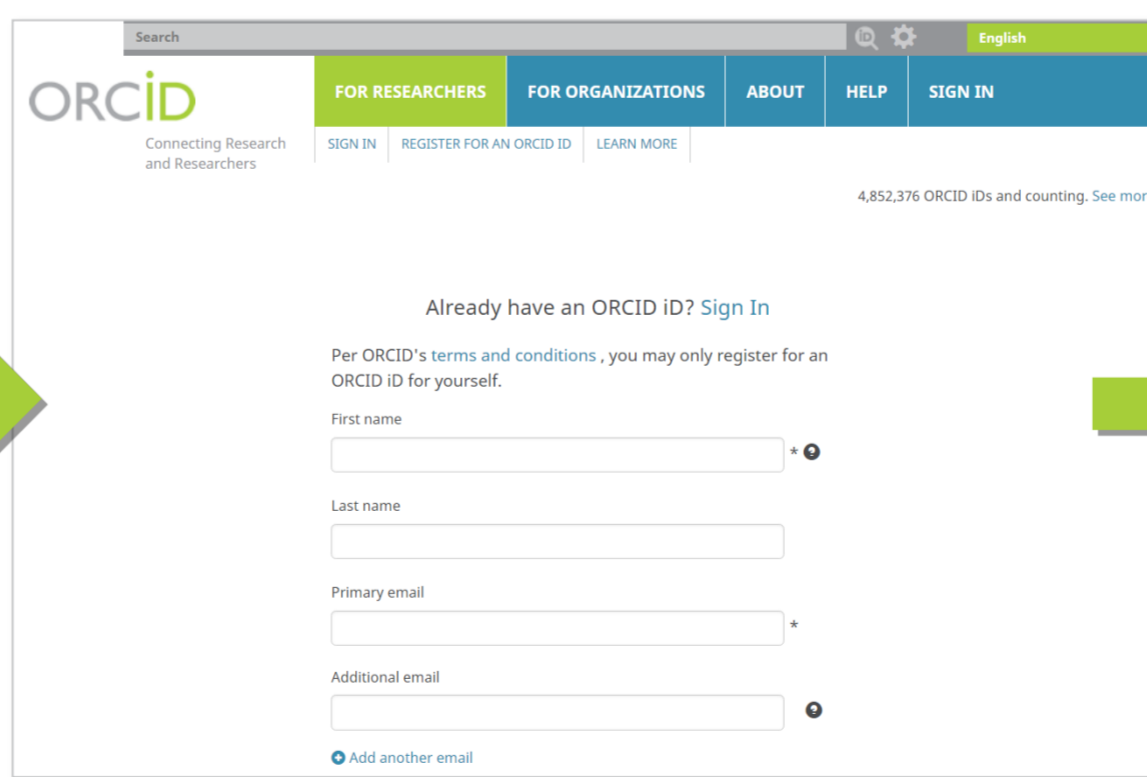 Search
English
ORCID
Connecting Research
and Researchers
FOR RESEARCHERS FOR ORGANIZATIONS ABOUT HELP SIGN IN
SIGN IN REGISTER FOR AN ORCID ID LEARN MORE
4,852,376 ORCID iDs and counting. See mor
Already have an ORCID iD? Sign In
Per ORCID's terms and conditions , you may only register for an
ORCID iD for yourself.
First name
*
Last name
Primary email
*
Additional email
Add another email